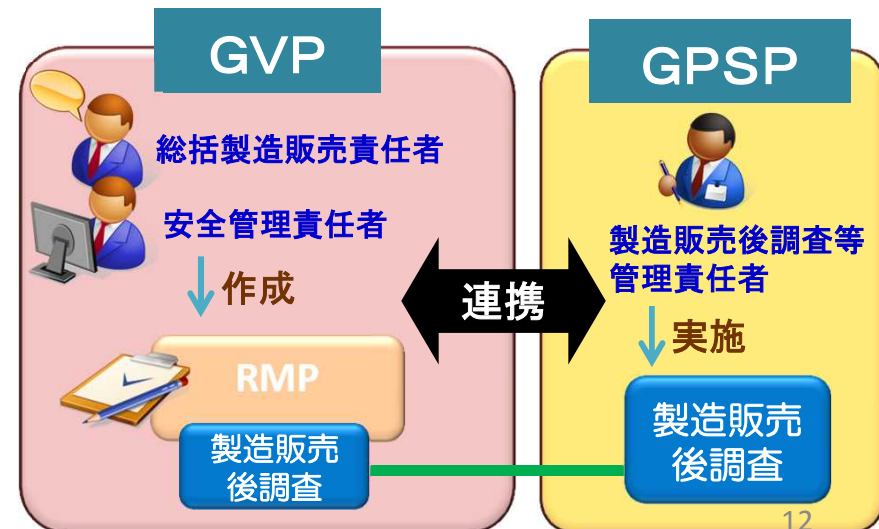 GVP
総括製造販売責任者
安全管理責任者
作成
RMP
製造販売
後調査
連携
GPSP
製造販売後調査等
管理責任者
実施
製造販売
後調査
12